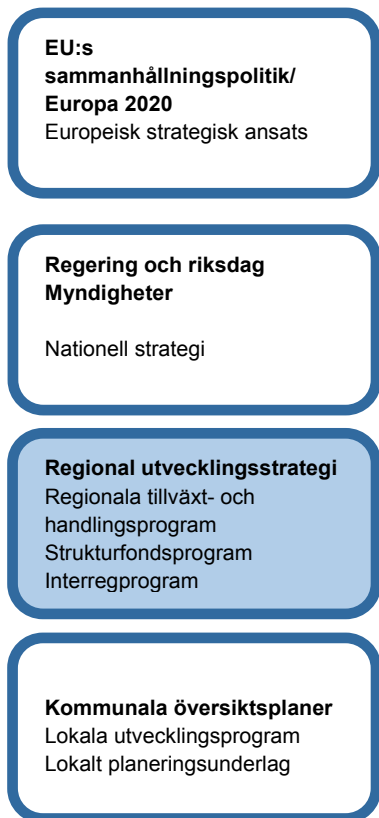 EU:s
sammanhållningspolitik/
Europa 2020
Europeisk strategisk ansats
Regering och riksdag
Myndigheter
Nationell strategi
Regional utvecklingsstrategi
Regionala tillväxt- och
handlingsprogram
Strukturfondsprogram
Interregprogram
Kommunala översiktsplaner
Lokala utvecklingsprogram
Lokalt planeringsunderlag